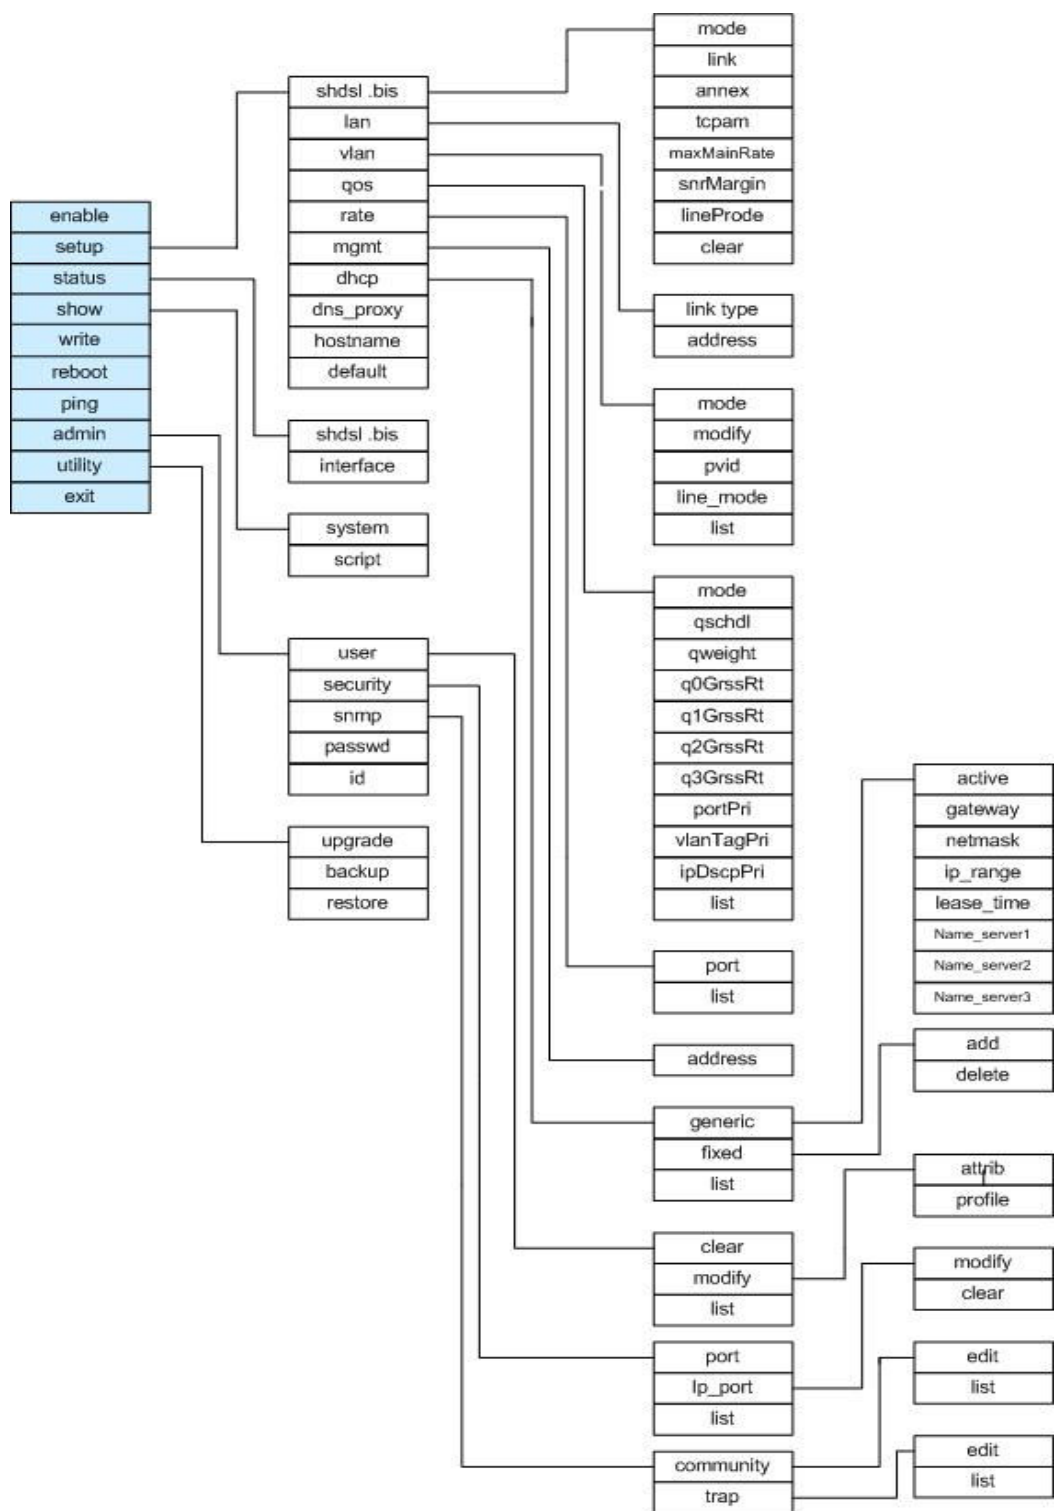 enable
setup
status
show
write
reboot
ping
admin
utility
exit
shdsl .bis
lan
vlan
qos
rate
mgmt
dhcp
dns_proxy
hostname
default
shdsl .bis
interface
system
script
user
security
snmp
passwd
id
upgrade
backup
restore
mode
link
annex
tcpam
maxMainRate
snrMargin
lineProde
clear
link type
address
mode
modify
pvid
line_mode
list
mode
qschdl
qweight
q0GrssRt
q1GrssRt
q2GrssRt
q3GrssRt
portPri
vlanTagPri
ipDscpPri
list
port
list
address
generic
fixed
list
clear
modify
list
port
Ip_port
list
community
trap
active
gateway
netmask
ip_range
lease_time
Name_server1
Name_server2
Name_server3
add
delete
attrib
profile
modify
clear
edit
list
edit
list